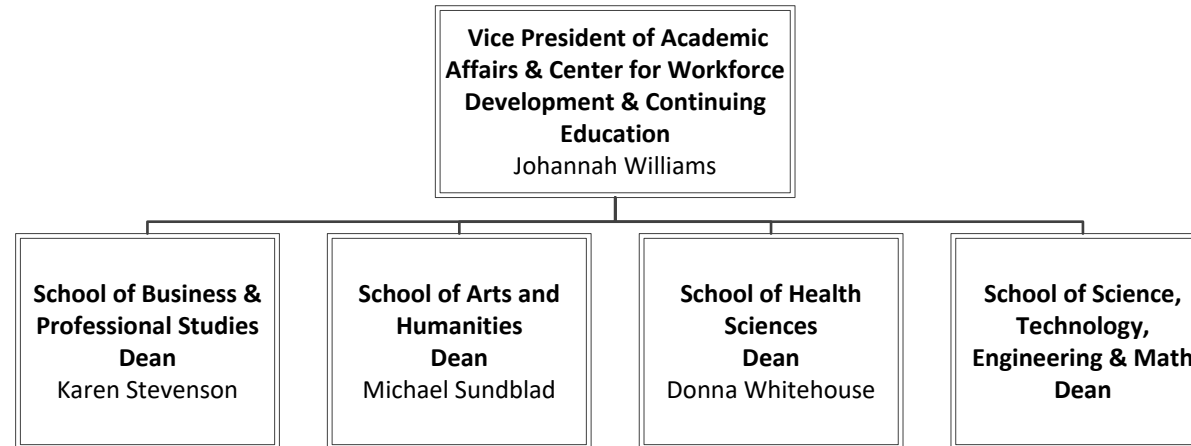 Vice President of Academic
Affairs & Center for Workforce
Development & Continuing
Education
Johannah Williams
School of Business &
Professional Studies
Dean
Karen Stevenson
School of Arts and
Humanities
Dean
Michael Sundblad
School of Health
Sciences
Dean
Donna Whitehouse
School of Science,
Technology,
Engineering & Math
Dean